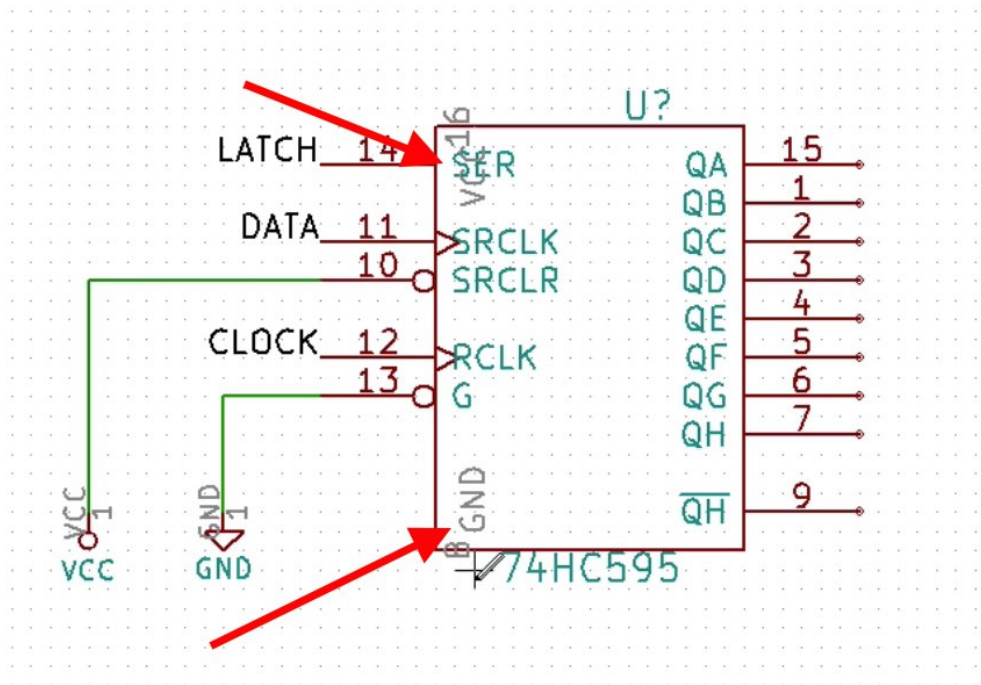 U?
16
VCC
LATCH 14 SER QA 15
QB 1
DATA 11 SRCLK QC 2
10 SRCLR QD 3
QE 4
CLOCK 12 RCLK QF 5
13 G QG 6
QH 7
GND
QH 9
8
VCC 1
VCC
GND 1
GND
74HC595